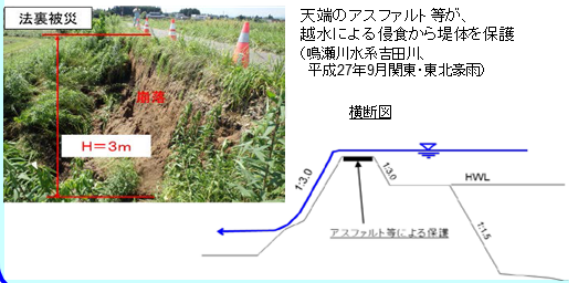 法裏被災
崩落
H=3m
天端のアスファルト等が、
越水による侵食から堤体を保護
(鳴瀬川水系吉田川、
平成27年9月関東・東北豪雨)
横断図
1:3.0
1:3.0
HWL
1:1.5
アスファルト等による保護